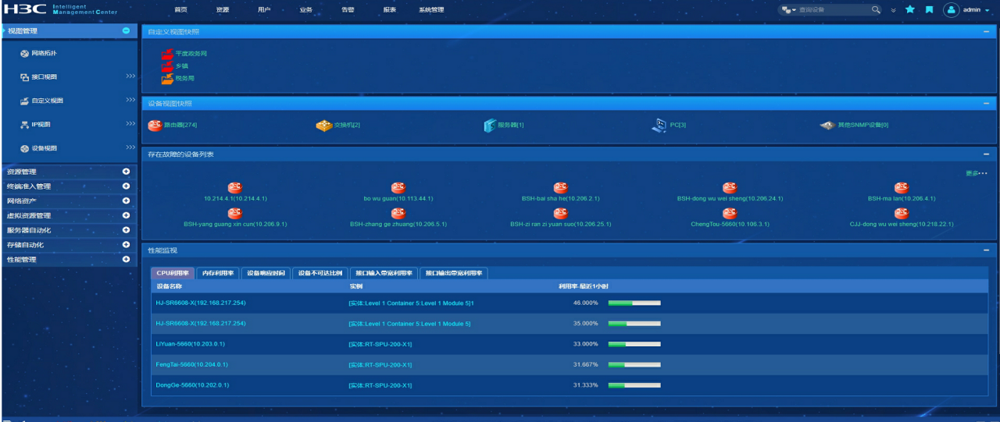 H3C Intelligent Management Center
首页 资源 用户 业务 告警 报表 系统管理 查询设备 admin
视图管理
网络拓扑
接口视图 >>>
自定义视图 >>>
IP视图 >>>
设备视图 >>>
资源管理
终端准入管理
网络资产
虚拟资源管理
服务器自动化
存储自动化
性能管理
自定义视图快照
平度政务网
乡镇
税务局
设备视图快照
路由器[274] 交换机[2] 服务器[1] PC[3] 其他SNMP设备[0]
存在故障的设备列表
更多•••
10.214.4.1(10.214.4.1) bo wu guan(10.113.44.1) BSH-bai sha he(10.206.2.1) BSH-dong wu wei sheng(10.206.24.1) BSH-ma lan(10.206.4.1)
BSH-yang guang xin cun(10.206.9.1) BSH-zhang ge zhuang(10.206.5.1) BSH-zi ran zi yuan suo(10.206.25.1) ChengTou-5660(10.106.3.1) CJJ-dong wu wei sheng(10.218.22.1)
性能监视
CPU利用率 内存利用率 设备响应时间 设备不可达比例 接口输入带宽利用率 接口输出带宽利用率
设备名称 实例 利用率-最近1小时
HJ-SR6608-X(192.168.217.254) [实体:Level 1 Container 5:Level 1 Module 5]1 46.000%
HJ-SR6608-X(192.168.217.254) [实体:Level 1 Container 5:Level 1 Module 5] 35.000%
LiYuan-5660(10.203.0.1) [实体:RT-SPU-200-X1] 33.000%
FengTai-5660(10.204.0.1) [实体:RT-SPU-200-X1] 31.667%
DongGe-5660(10.202.0.1) [实体:RT-SPU-200-X1] 31.333%